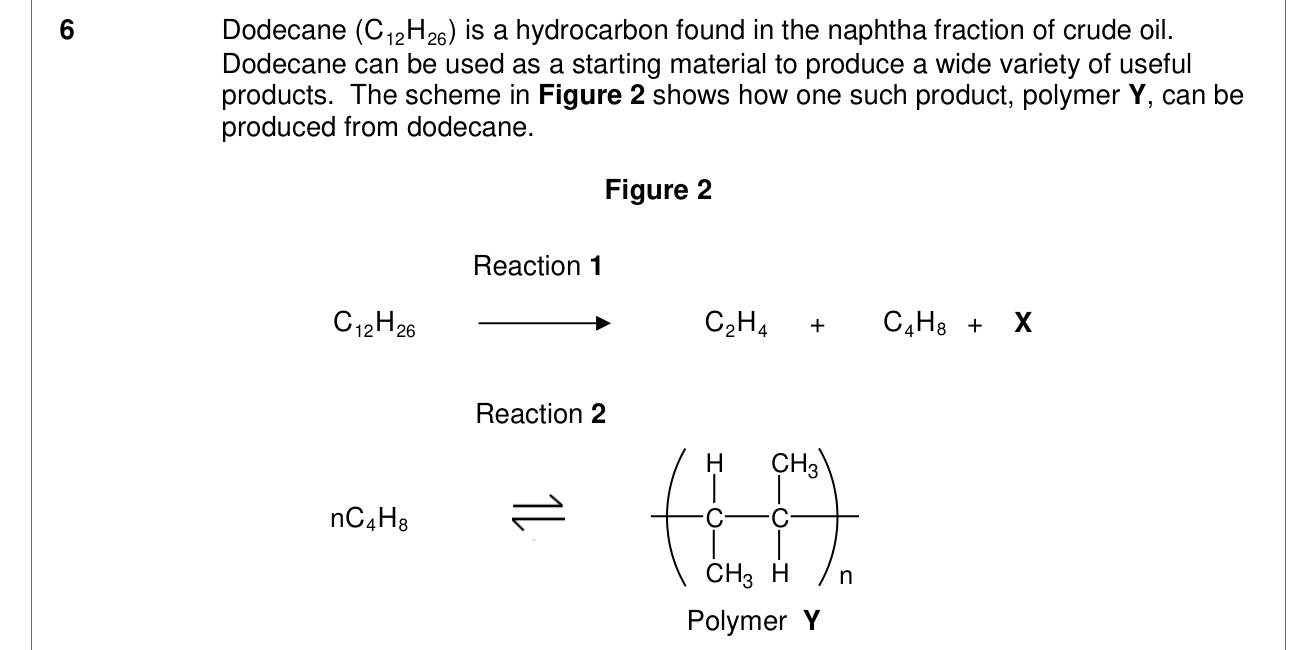 6 Dodecane (C₁₂H₂₆) is a hydrocarbon found in the naphtha fraction of crude oil.
Dodecane can be used as a starting material to produce a wide variety of useful
products. The scheme in Figure 2 shows how one such product, polymer Y, can be
produced from dodecane.
Figure 2
Reaction 1
C₁₂H₂₆ → C₂H₄ + C₄H₈ + X
Reaction 2
H CH₃
nC₄H₈ ⇌ C C
CH₃ H n
Polymer Y